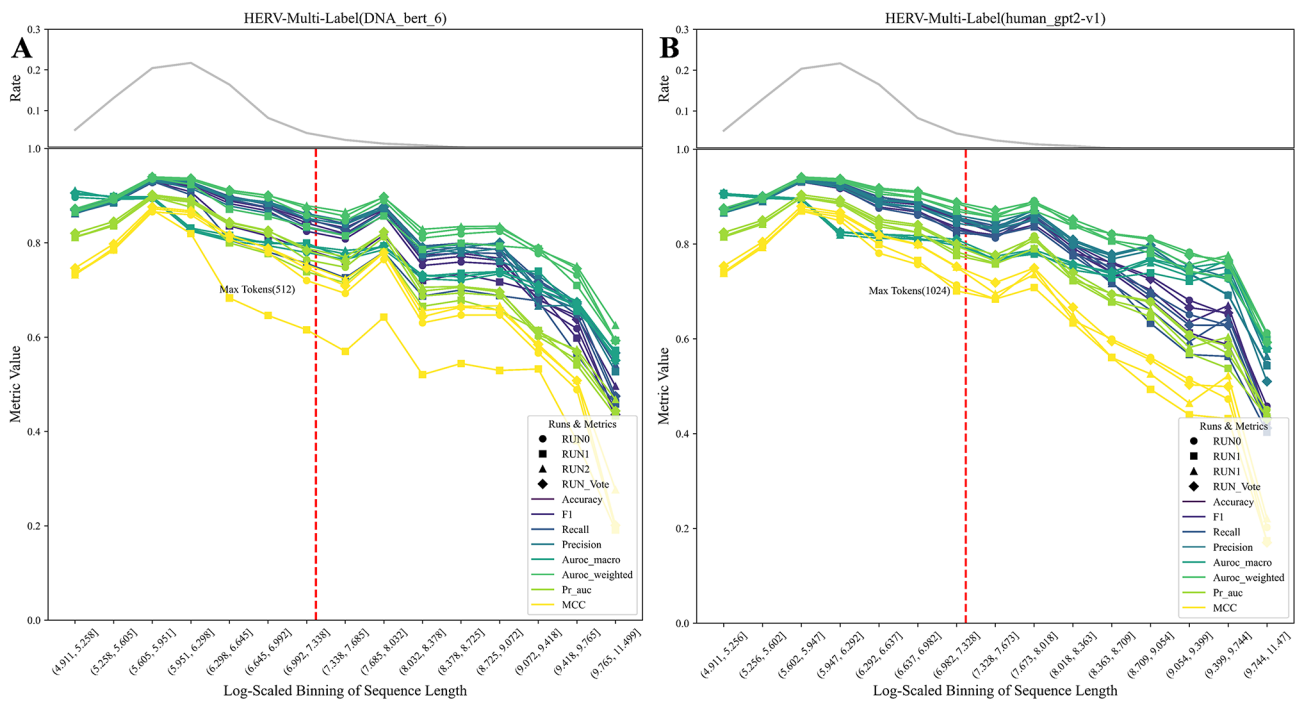 HERV-Multi-Label(DNA_bert_6)
A
0.3
0.2
0.1
Rate
1.0
0.8
0.6
0.4
0.2
0.0
Metric Value
Max Tokens(512)
Runs & Metrics
RUN0
RUN1
RUN2
RUN_Vote
Accuracy
F1
Recall
Precision
Auroc_macro
Auroc_weighted
Pr_auc
MCC
(4.911, 5.258]
(5.258, 5.605]
(5.605, 5.951]
(5.951, 6.298]
(6.298, 6.645]
(6.645, 6.992]
(6.992, 7.338]
(7.338, 7.685]
(7.685, 8.032]
(8.032, 8.378]
(8.378, 8.725]
(8.725, 9.072]
(9.072, 9.418]
(9.418, 9.765]
(9.765, 11.499]
Log-Scaled Binning of Sequence Length
HERV-Multi-Label(human_gpt2-v1)
B
0.3
0.2
0.1
Rate
1.0
0.8
0.6
0.4
0.2
0.0
Metric Value
Max Tokens(1024)
Runs & Metrics
RUN0
RUN1
RUN1
RUN_Vote
Accuracy
F1
Recall
Precision
Auroc_macro
Auroc_weighted
Pr_auc
MCC
(4.911, 5.256]
(5.256, 5.602]
(5.602, 5.947]
(5.947, 6.292]
(6.292, 6.637]
(6.637, 6.982]
(6.982, 7.328]
(7.328, 7.673]
(7.673, 8.018]
(8.018, 8.363]
(8.363, 8.709]
(8.709, 9.054]
(9.054, 9.399]
(9.399, 9.744]
(9.744, 11.47]
Log-Scaled Binning of Sequence Length